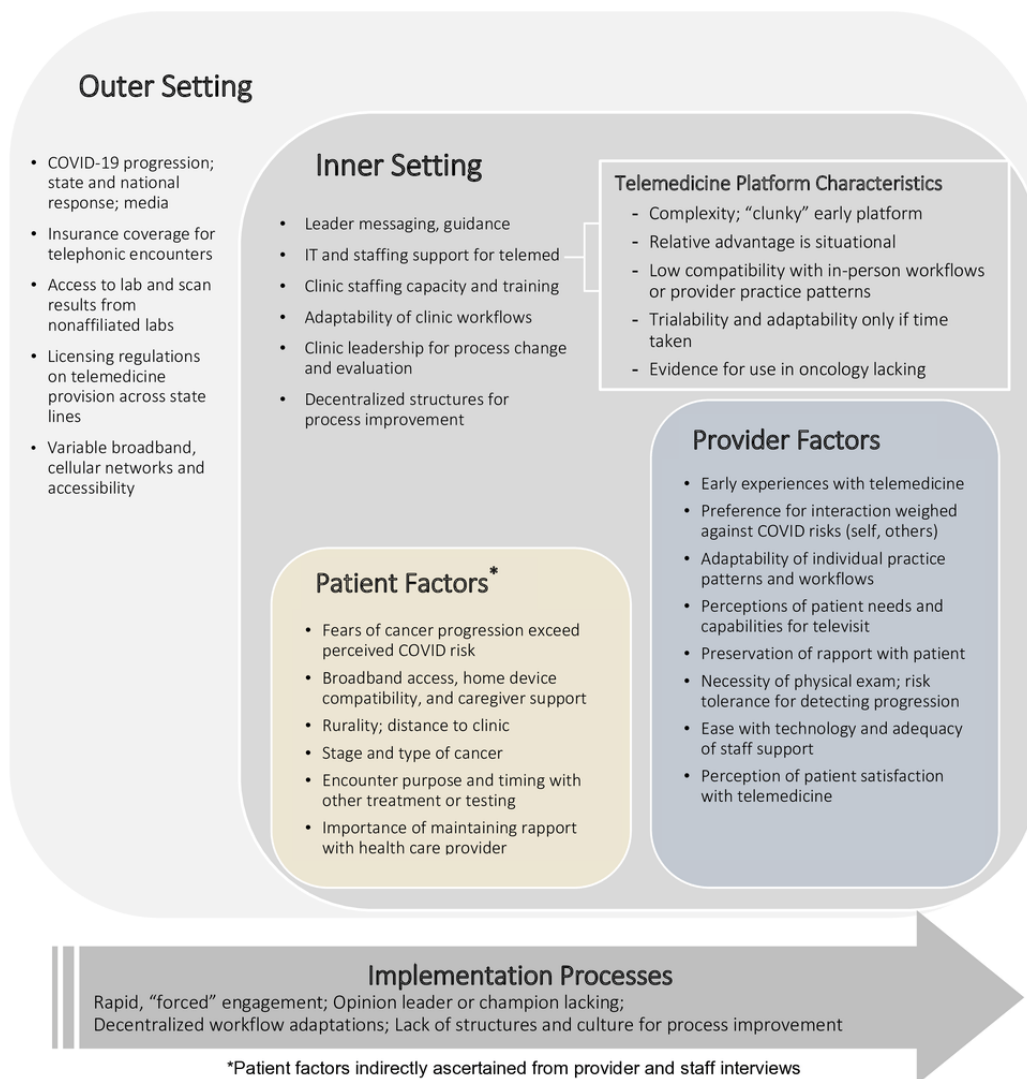 Outer Setting
• COVID-19 progression;
state and national
response; media
• Insurance coverage for
telephonic encounters
• Access to lab and scan
results from
nonaffiliated labs
• Licensing regulations
on telemedicine
provision across state
lines
• Variable broadband,
cellular networks and
accessibility
Inner Setting
• Leader messaging, guidance
• IT and staffing support for telemed
• Clinic staffing capacity and training
• Adaptability of clinic workflows
• Clinic leadership for process change
and evaluation
• Decentralized structures for
process improvement
Telemedicine Platform Characteristics
- Complexity; “clunky” early platform
- Relative advantage is situational
- Low compatibility with in-person workflows
or provider practice patterns
- Trialability and adaptability only if time
taken
- Evidence for use in oncology lacking
Provider Factors
• Early experiences with telemedicine
• Preference for interaction weighed
against COVID risks (self, others)
• Adaptability of individual practice
patterns and workflows
• Perceptions of patient needs and
capabilities for televisit
• Preservation of rapport with patient
• Necessity of physical exam; risk
tolerance for detecting progression
• Ease with technology and adequacy
of staff support
• Perception of patient satisfaction
with telemedicine
Patient Factors*
• Fears of cancer progression exceed
perceived COVID risk
• Broadband access, home device
compatibility, and caregiver support
• Rurality; distance to clinic
• Stage and type of cancer
• Encounter purpose and timing with
other treatment or testing
• Importance of maintaining rapport
with health care provider
Implementation Processes
Rapid, “forced” engagement; Opinion leader or champion lacking;
Decentralized workflow adaptations; Lack of structures and culture for process improvement
*Patient factors indirectly ascertained from provider and staff interviews